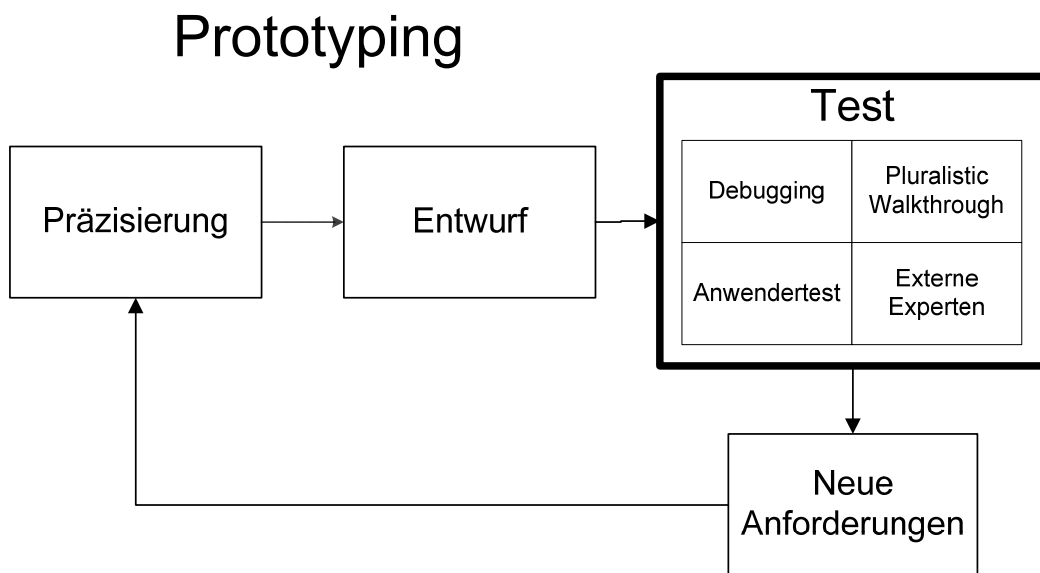 Prototyping
Präzisierung
Entwurf
Test
Debugging
Pluralistic
Walkthrough
Anwendertest
Externe
Experten
Neue
Anforderungen